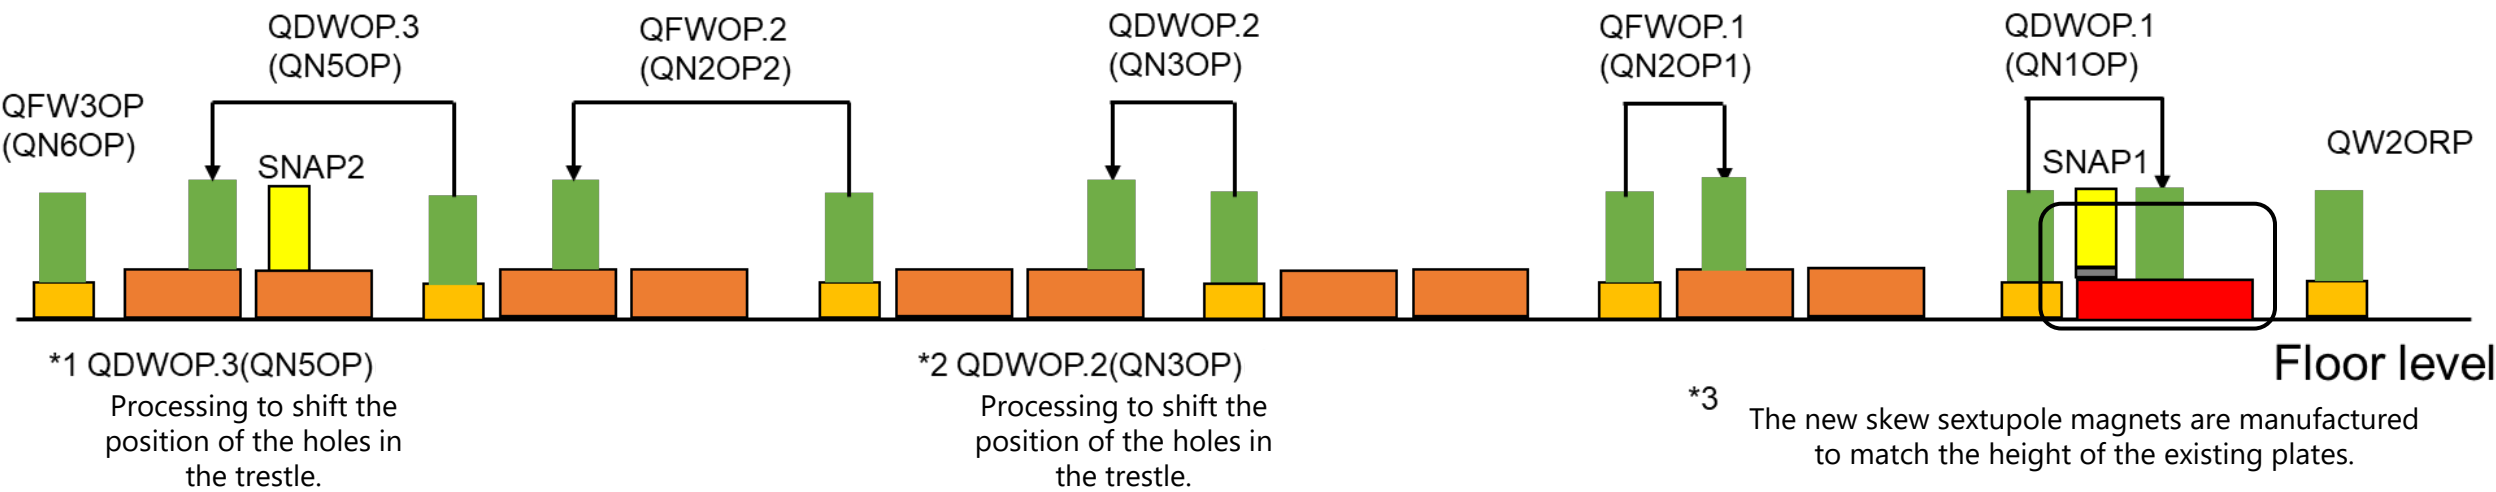 QDWOP.3
(QN5OP)
QFWOP.2
(QN2OP2)
QDWOP.2
(QN3OP)
QFWOP.1
(QN2OP1)
QDWOP.1
(QN1OP)
QFW3OP
(QN6OP)
SNAP2
SNAP1
QW2ORP
Floor level
*1 QDWOP.3(QN5OP)
Processing to shift the
position of the holes in
the trestle.
*2 QDWOP.2(QN3OP)
Processing to shift the
position of the holes in
the trestle.
*3
The new skew sextupole magnets are manufactured
to match the height of the existing plates.